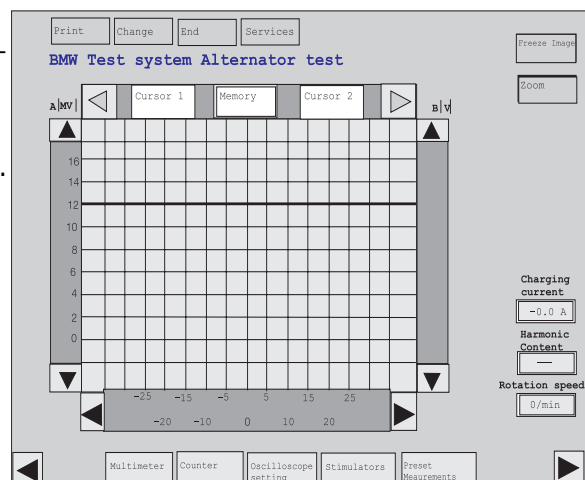 Print
Change
End
Services
Freeze Image
BMW Test system Alternator test
Zoom
Cursor 1
Memory
Cursor 2
A MV
B V
16
14
12
10
8
6
4
2
0
Charging
current
-0.0 A
Harmonic
Content
—
Rotation speed
0/min
-25 -15 -5 5 15 25
-20 -10 0 10 20
Multimeter
Counter
Oscilloscope
setting
Stimulators
Preset
Meaurements